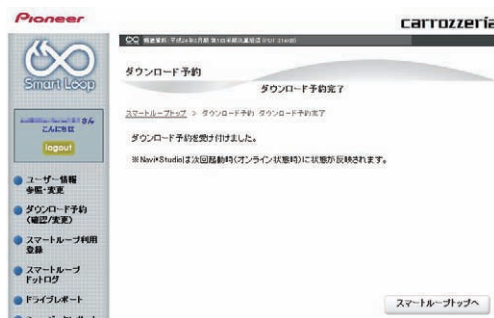 Pioneer
carrozzeria
Smart Loop
さん
こんにちは
logout
ユーザー情報
参照・変更
ダウンロード予約
(確認/変更)
スマートループ利用
登録
スマートループ
ドットログ
ドライブレポート
ダウンロード予約
ダウンロード予約完了
スマートループトップ > ダウンロード予約 ダウンロード予約完了
ダウンロード予約を受け付けました。
※Navi*Studioは次回起動時(オンライン状態時)に状態が反映されます。
スマートループトップへ